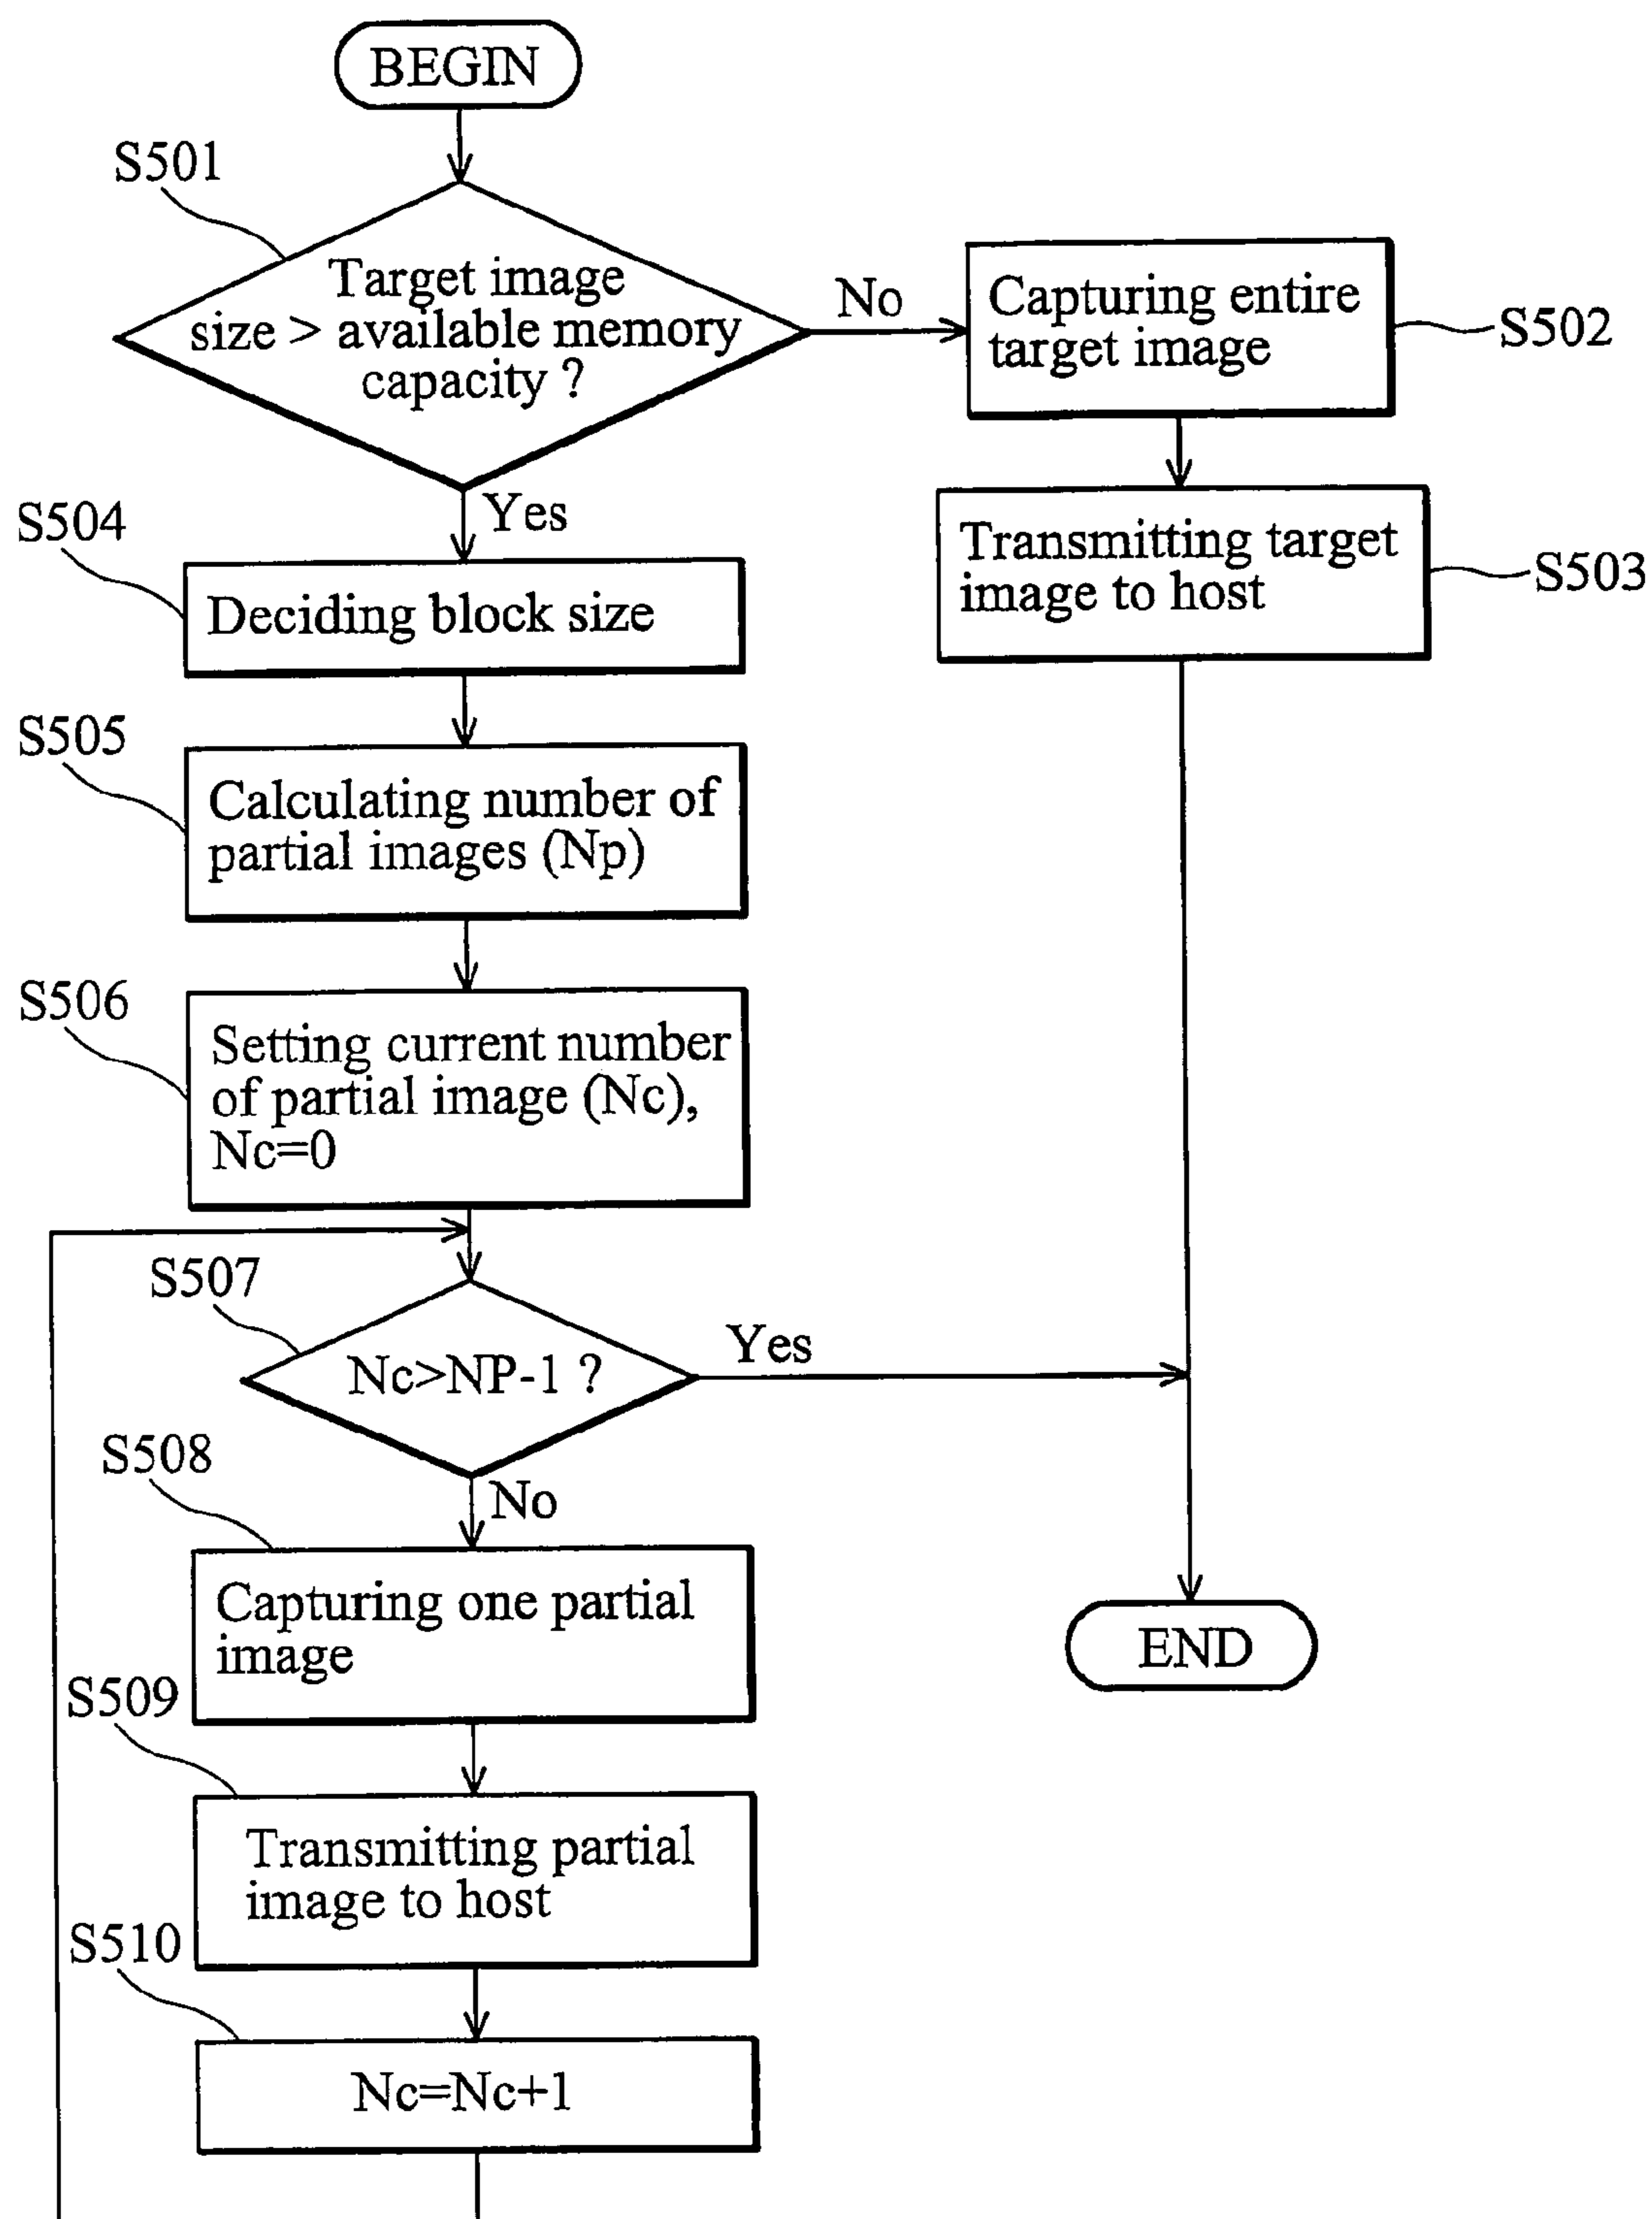 BEGIN
S501
Target image
size > available memory
capacity ?
No
Capturing entire
target image
S502
Yes
Transmitting target
image to host
S503
S504
Deciding block size
S505
Calculating number of
partial images (Np)
S506
Setting current number
of partial image (Nc),
Nc=0
S507
Nc>NP-1 ?
Yes
S508
No
Capturing one partial
image
END
S509
Transmitting partial
image to host
S510
Nc=Nc+1